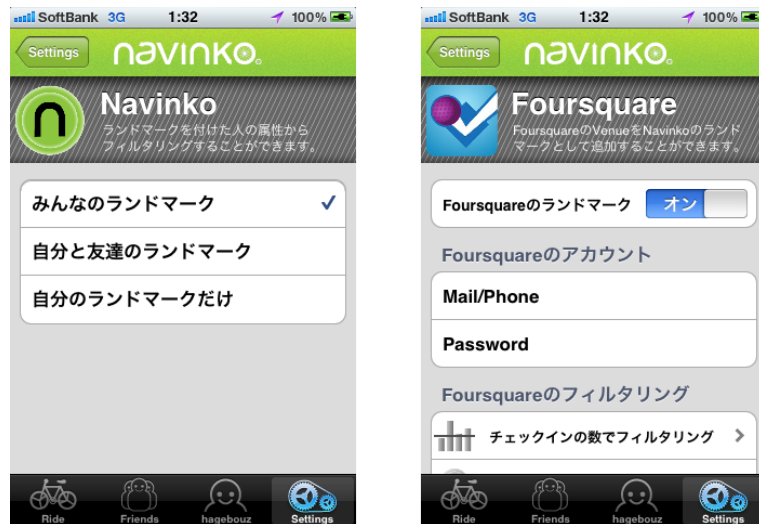 SoftBank 3G 1:32 100%
Settings navinko
Navinko
ランドマークを付けた人の属性から
フィルタリングすることができます。
みんなのランドマーク
自分と友達のランドマーク
自分のランドマークだけ
Ride Friends hagebouz Settings
SoftBank 3G 1:32 100%
Settings navinko
Foursquare
FoursquareのVenueをNavinkoのランド
マークとして追加することができます。
Foursquareのランドマーク オン
Foursquareのアカウント
Mail/Phone
Password
Foursquareのフィルタリング
チェックインの数でフィルタリング
Ride Friends hagebouz Settings